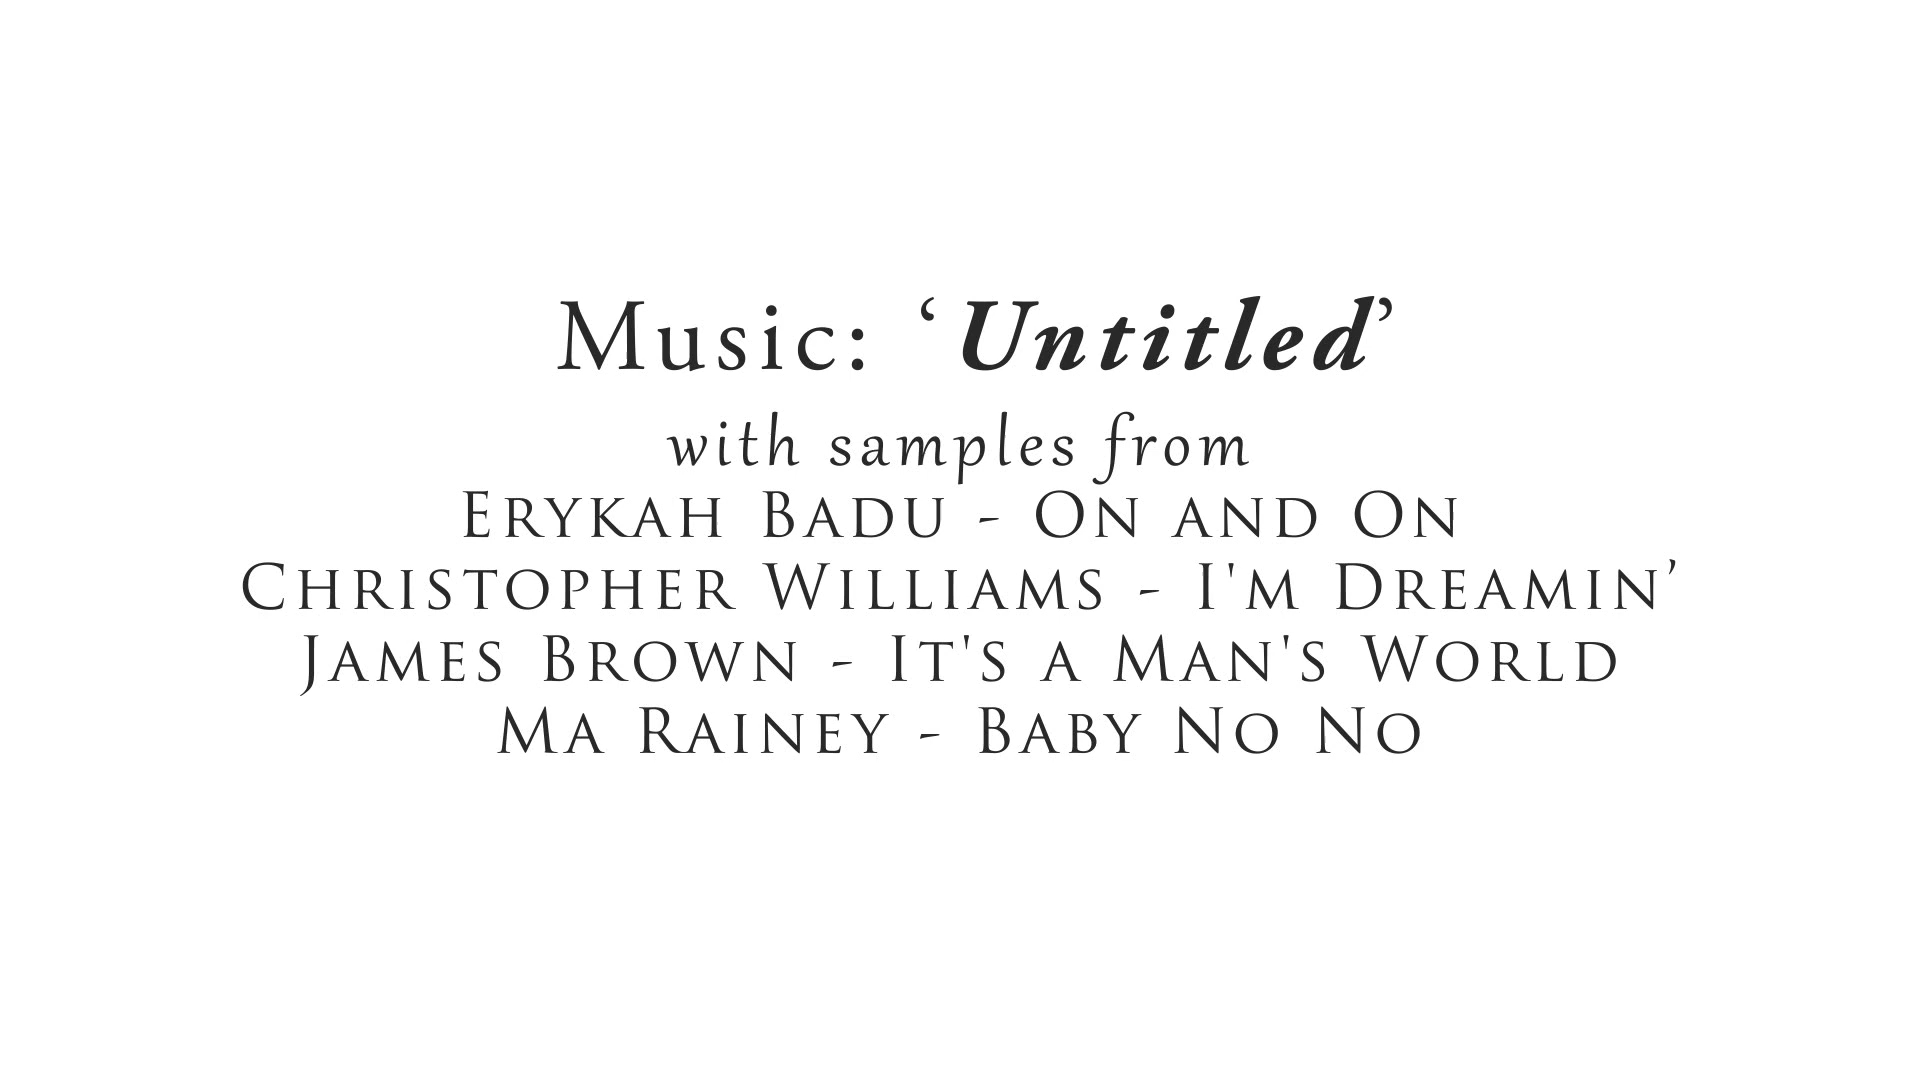 Music: ‘Untitled’
with samples from
Erykah Badu - On and On
Christopher Williams - I'm Dreamin’
James Brown - It's a Man's World
Ma Rainey - Baby No No